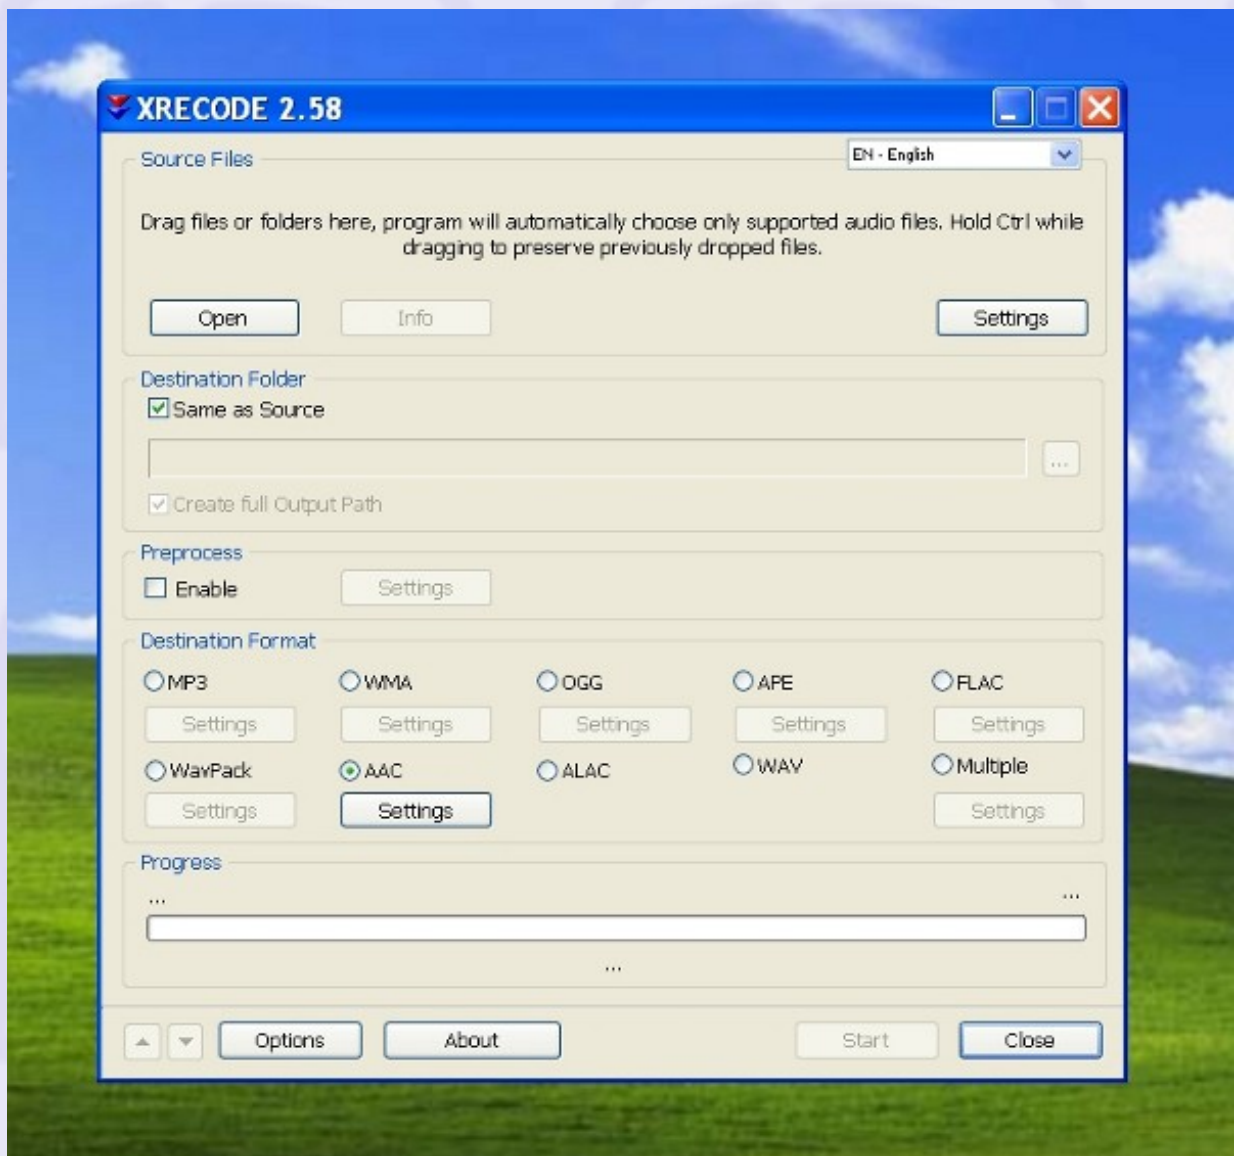 XRECODE 2.58
Source Files
EN - English
Drag files or folders here, program will automatically choose only supported audio files. Hold Ctrl while
dragging to preserve previously dropped files.
Open Info Settings
Destination Folder
Same as Source
...
Create full Output Path
Preprocess
Enable Settings
Destination Format
MP3 WMA OGG APE FLAC
Settings Settings Settings Settings Settings
WavPack AAC ALAC WAV Multiple
Settings Settings Settings
Progress
... ...
...
Options About Start Close